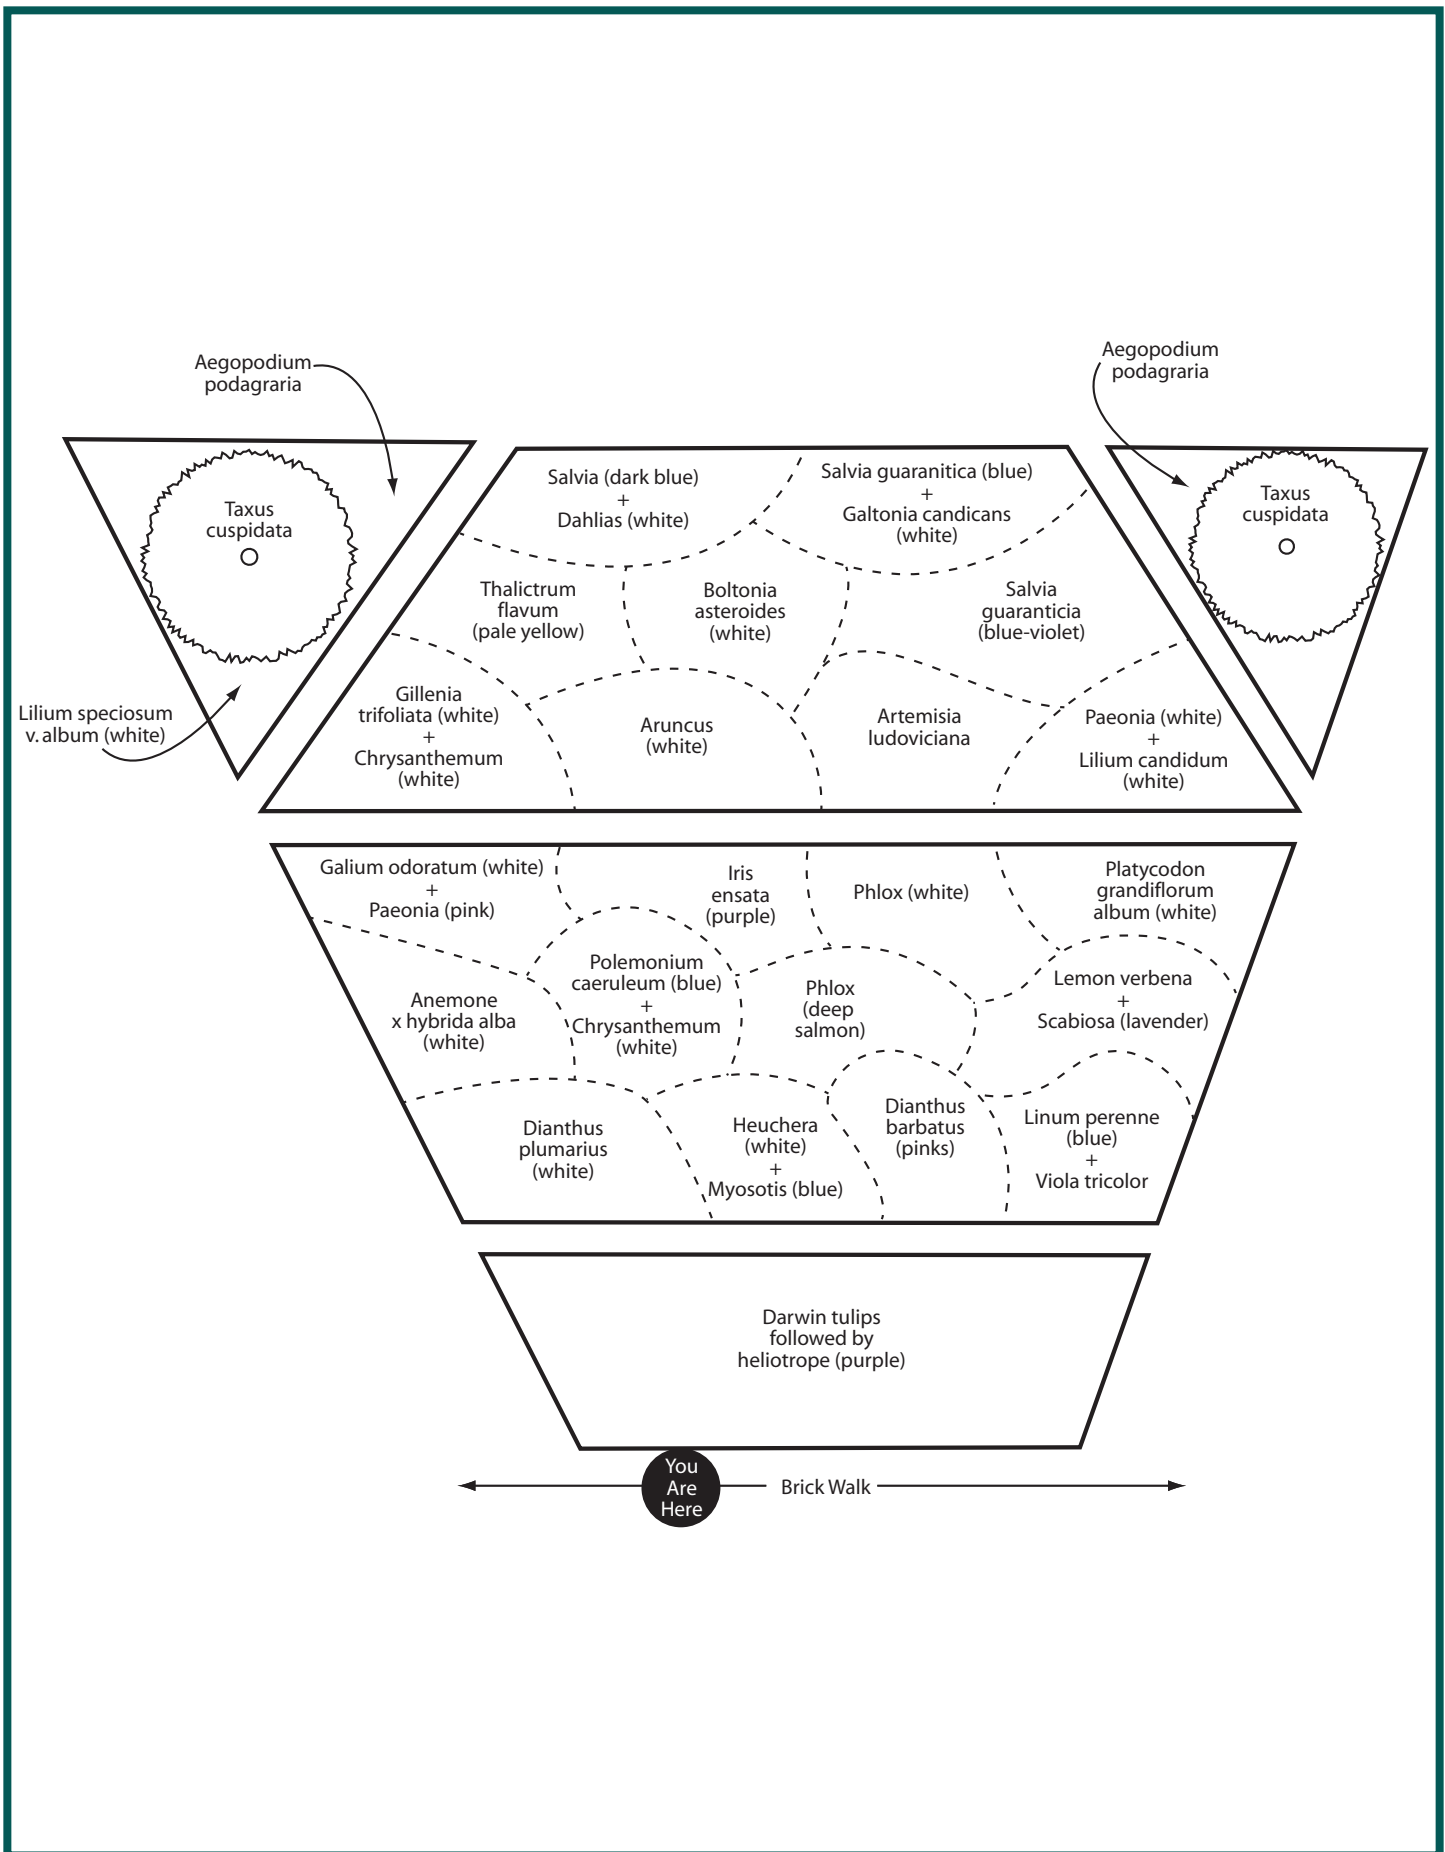 Aegopodium
podagraria
Aegopodium
podagraria
Taxus
cuspidata
Salvia (dark blue)
+
Dahlias (white)
Salvia guaranitica (blue)
+
Galtonia candicans
(white)
Taxus
cuspidata
Thalictrum
flavum
(pale yellow)
Boltonia
asteroides
(white)
Salvia
guaranticia
(blue-violet)
Lilium speciosum
v. album (white)
Gillenia
trifoliata (white)
+
Chrysanthemum
(white)
Aruncus
(white)
Artemisia
ludoviciana
Paeonia (white)
+
Lilium candidum
(white)
Galium odoratum (white)
+
Paeonia (pink)
Iris
ensata
(purple)
Phlox (white)
Platycodon
grandiflorum
album (white)
Anemone
x hybrida alba
(white)
Polemonium
caeruleum (blue)
+
Chrysanthemum
(white)
Phlox
(deep
salmon)
Lemon verbena
+
Scabiosa (lavender)
Dianthus
plumarius
(white)
Heuchera
(white)
+
Myosotis (blue)
Dianthus
barbatus
(pinks)
Linum perenne
(blue)
+
Viola tricolor
Darwin tulips
followed by
heliotrope (purple)
You
Are
Here
Brick Walk